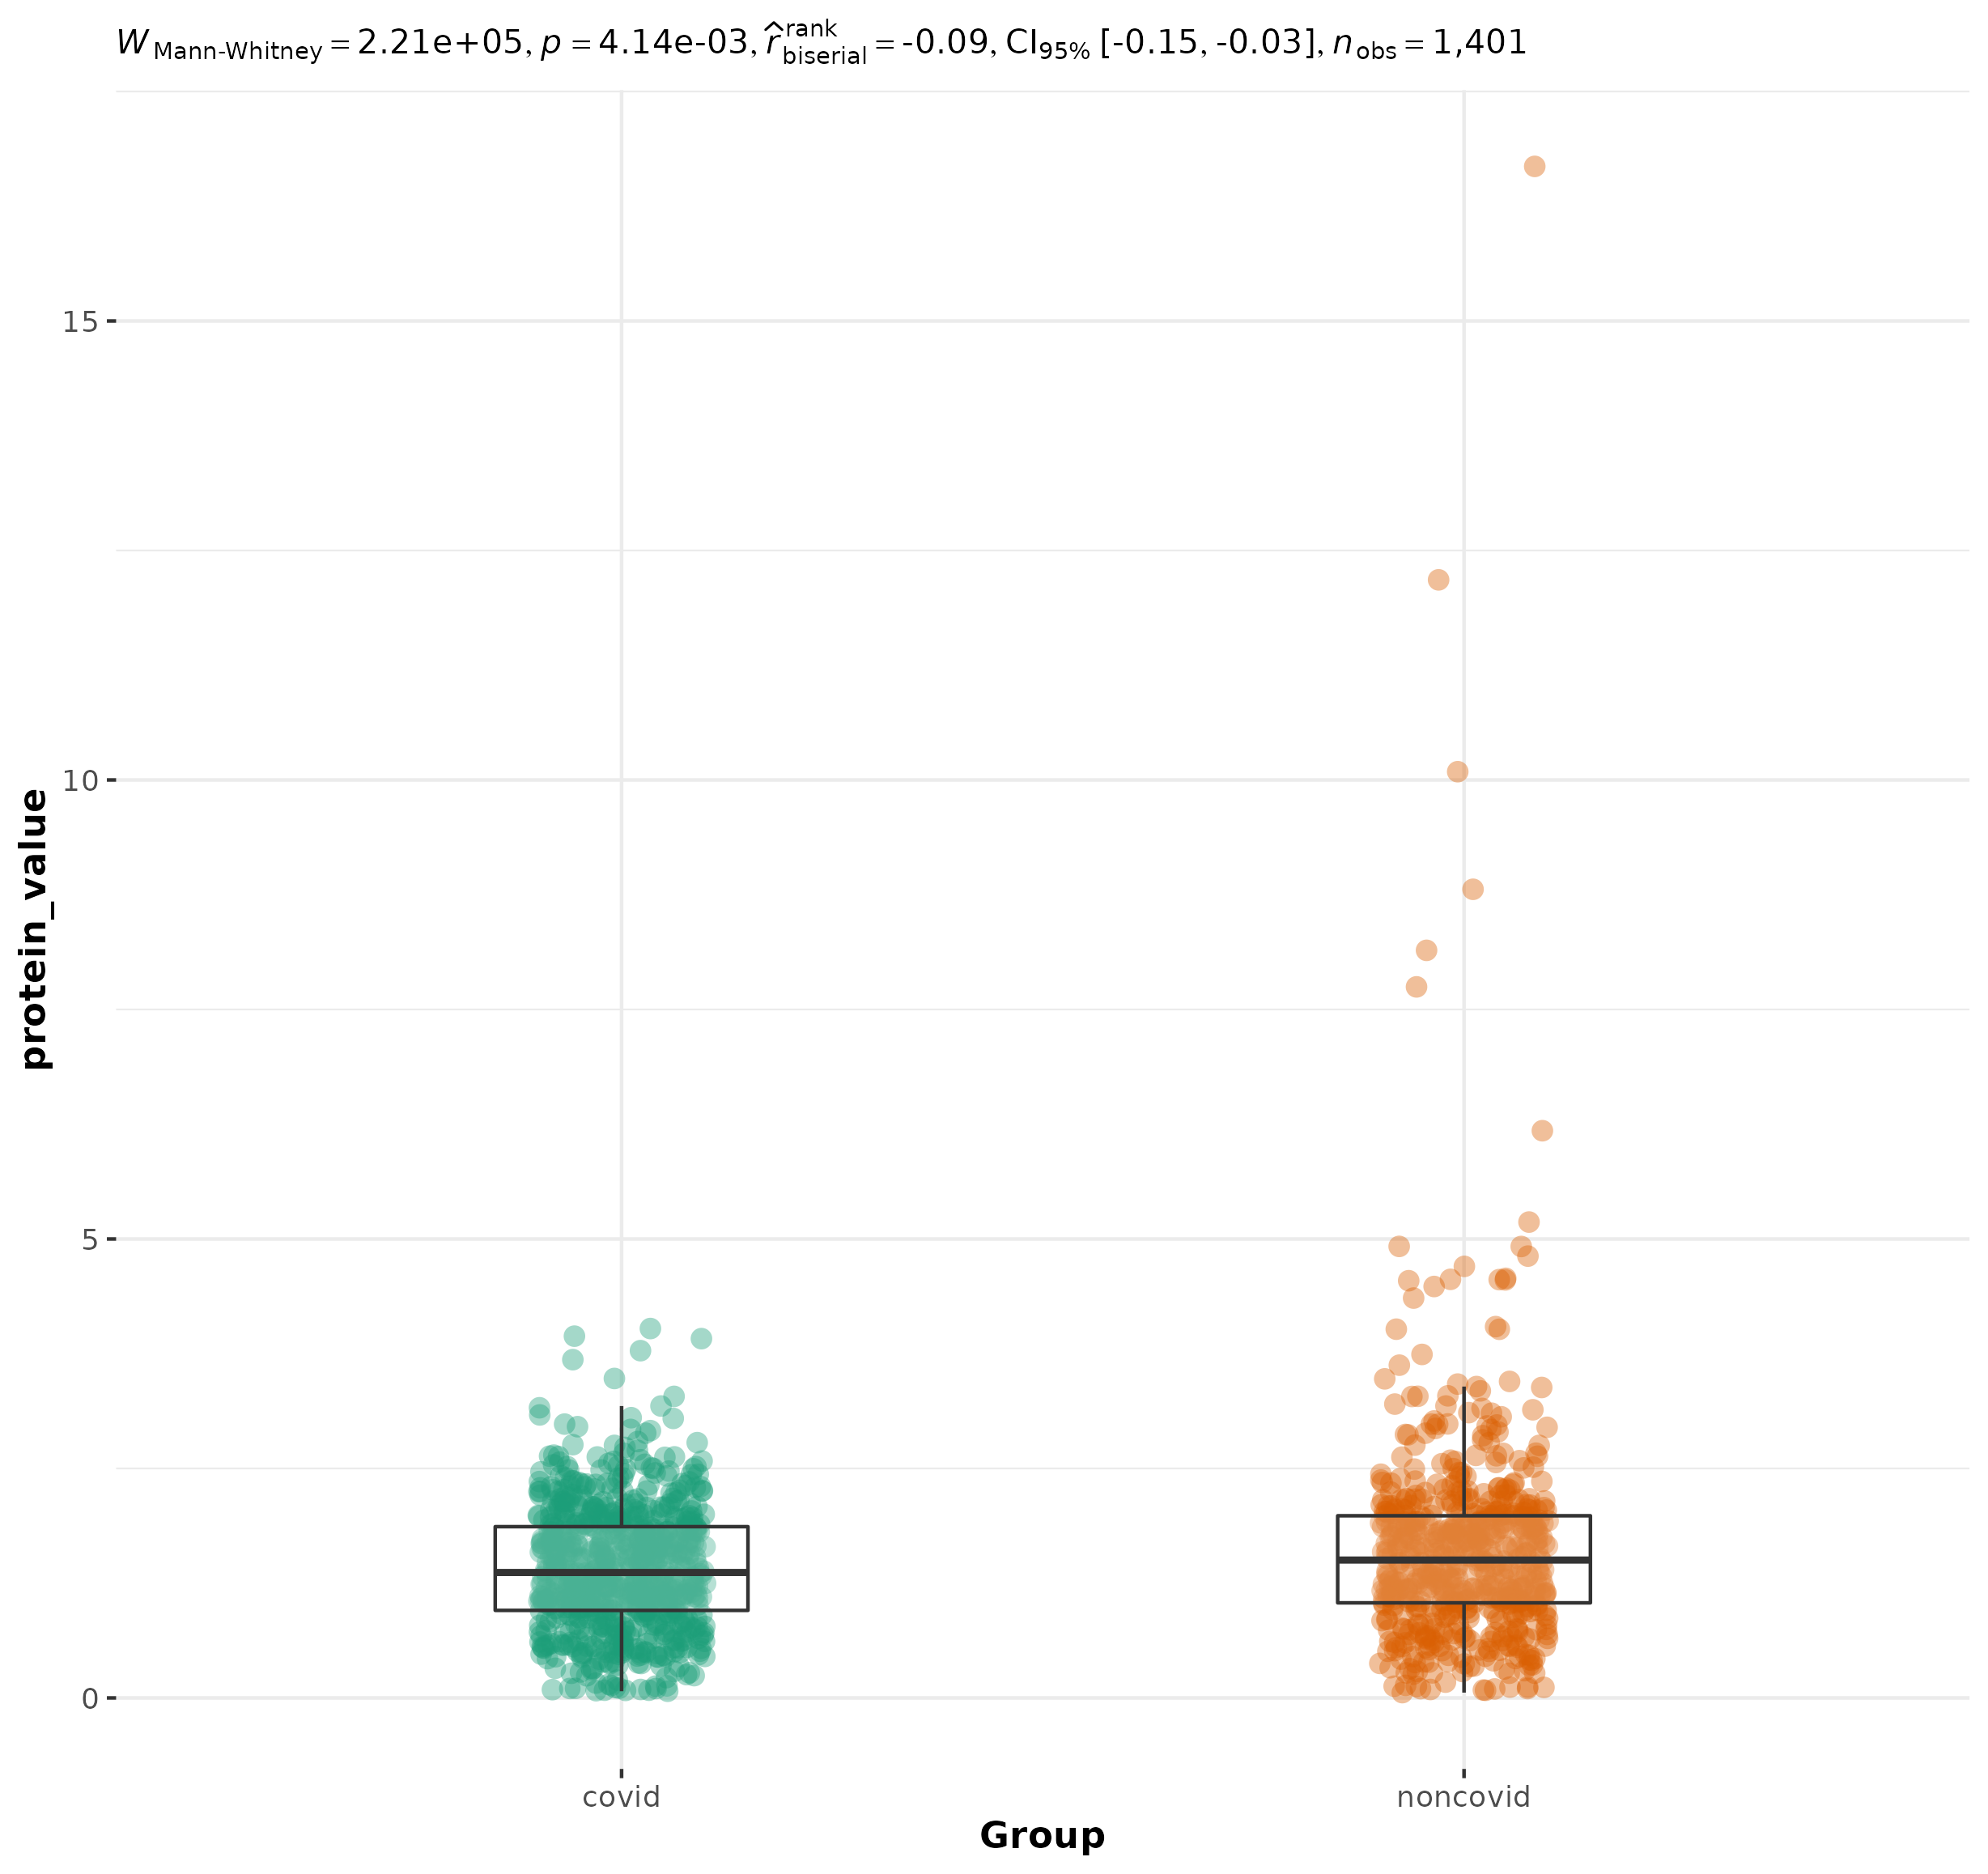 W Mann-Whitney = 2.21e+05, p = 4.14e-03, r̂ rank biserial = -0.09, CI95% [-0.15, -0.03], n obs = 1,401
15
10
5
0
protein_value
covid noncovid
Group